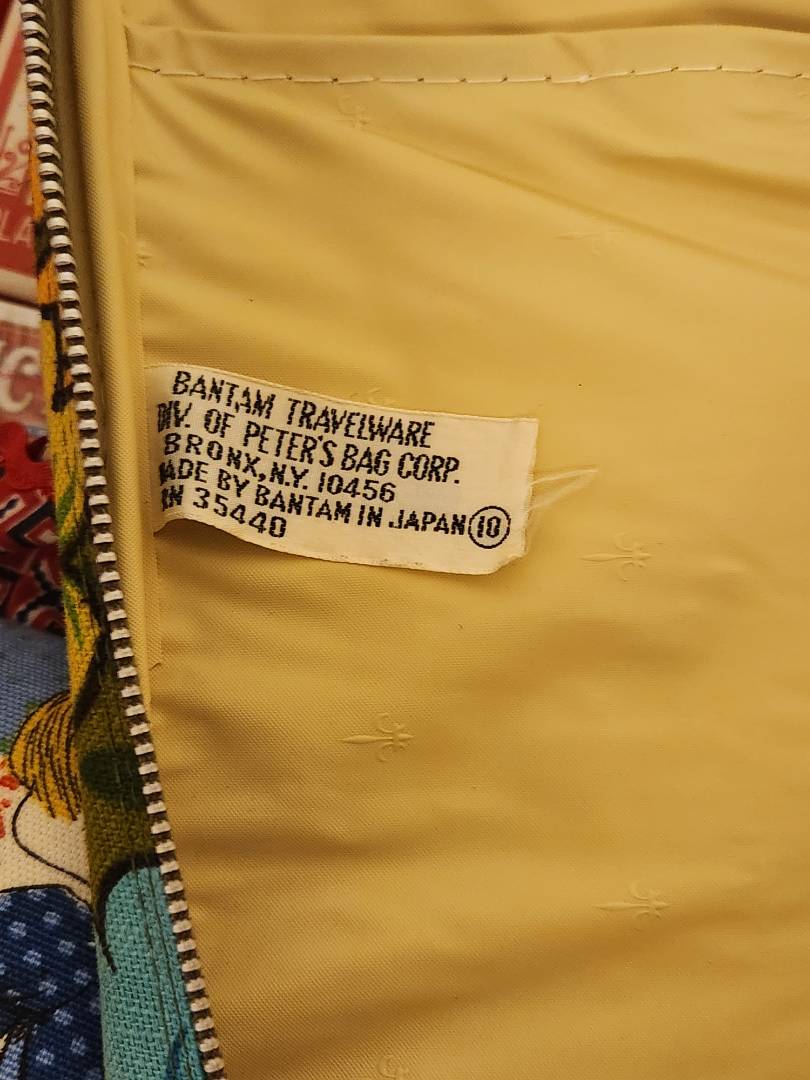 BANTAM TRAVELWARE
DIV. OF PETER'S BAG CORP.
BRONX, N.Y. 10456
MADE BY BANTAM IN JAPAN 10
RN 35440